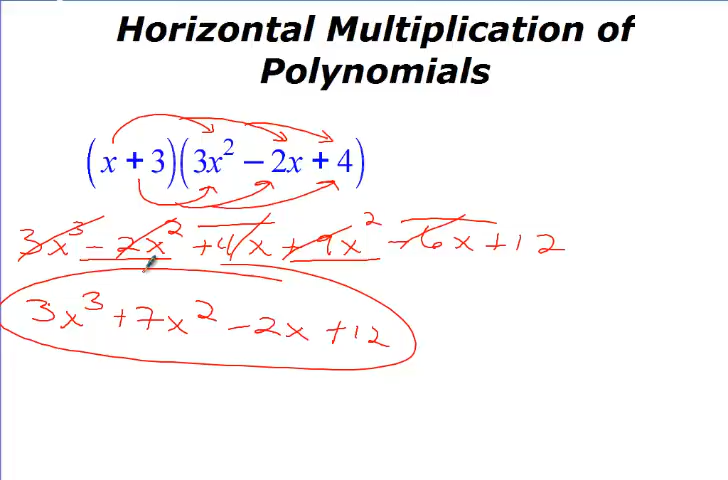 Horizontal Multiplication of
Polynomials
(x + 3)(3x² − 2x + 4)
3x³ − 2x² + 4x + 9x² − 6x + 12
3x³ + 7x² − 2x + 12